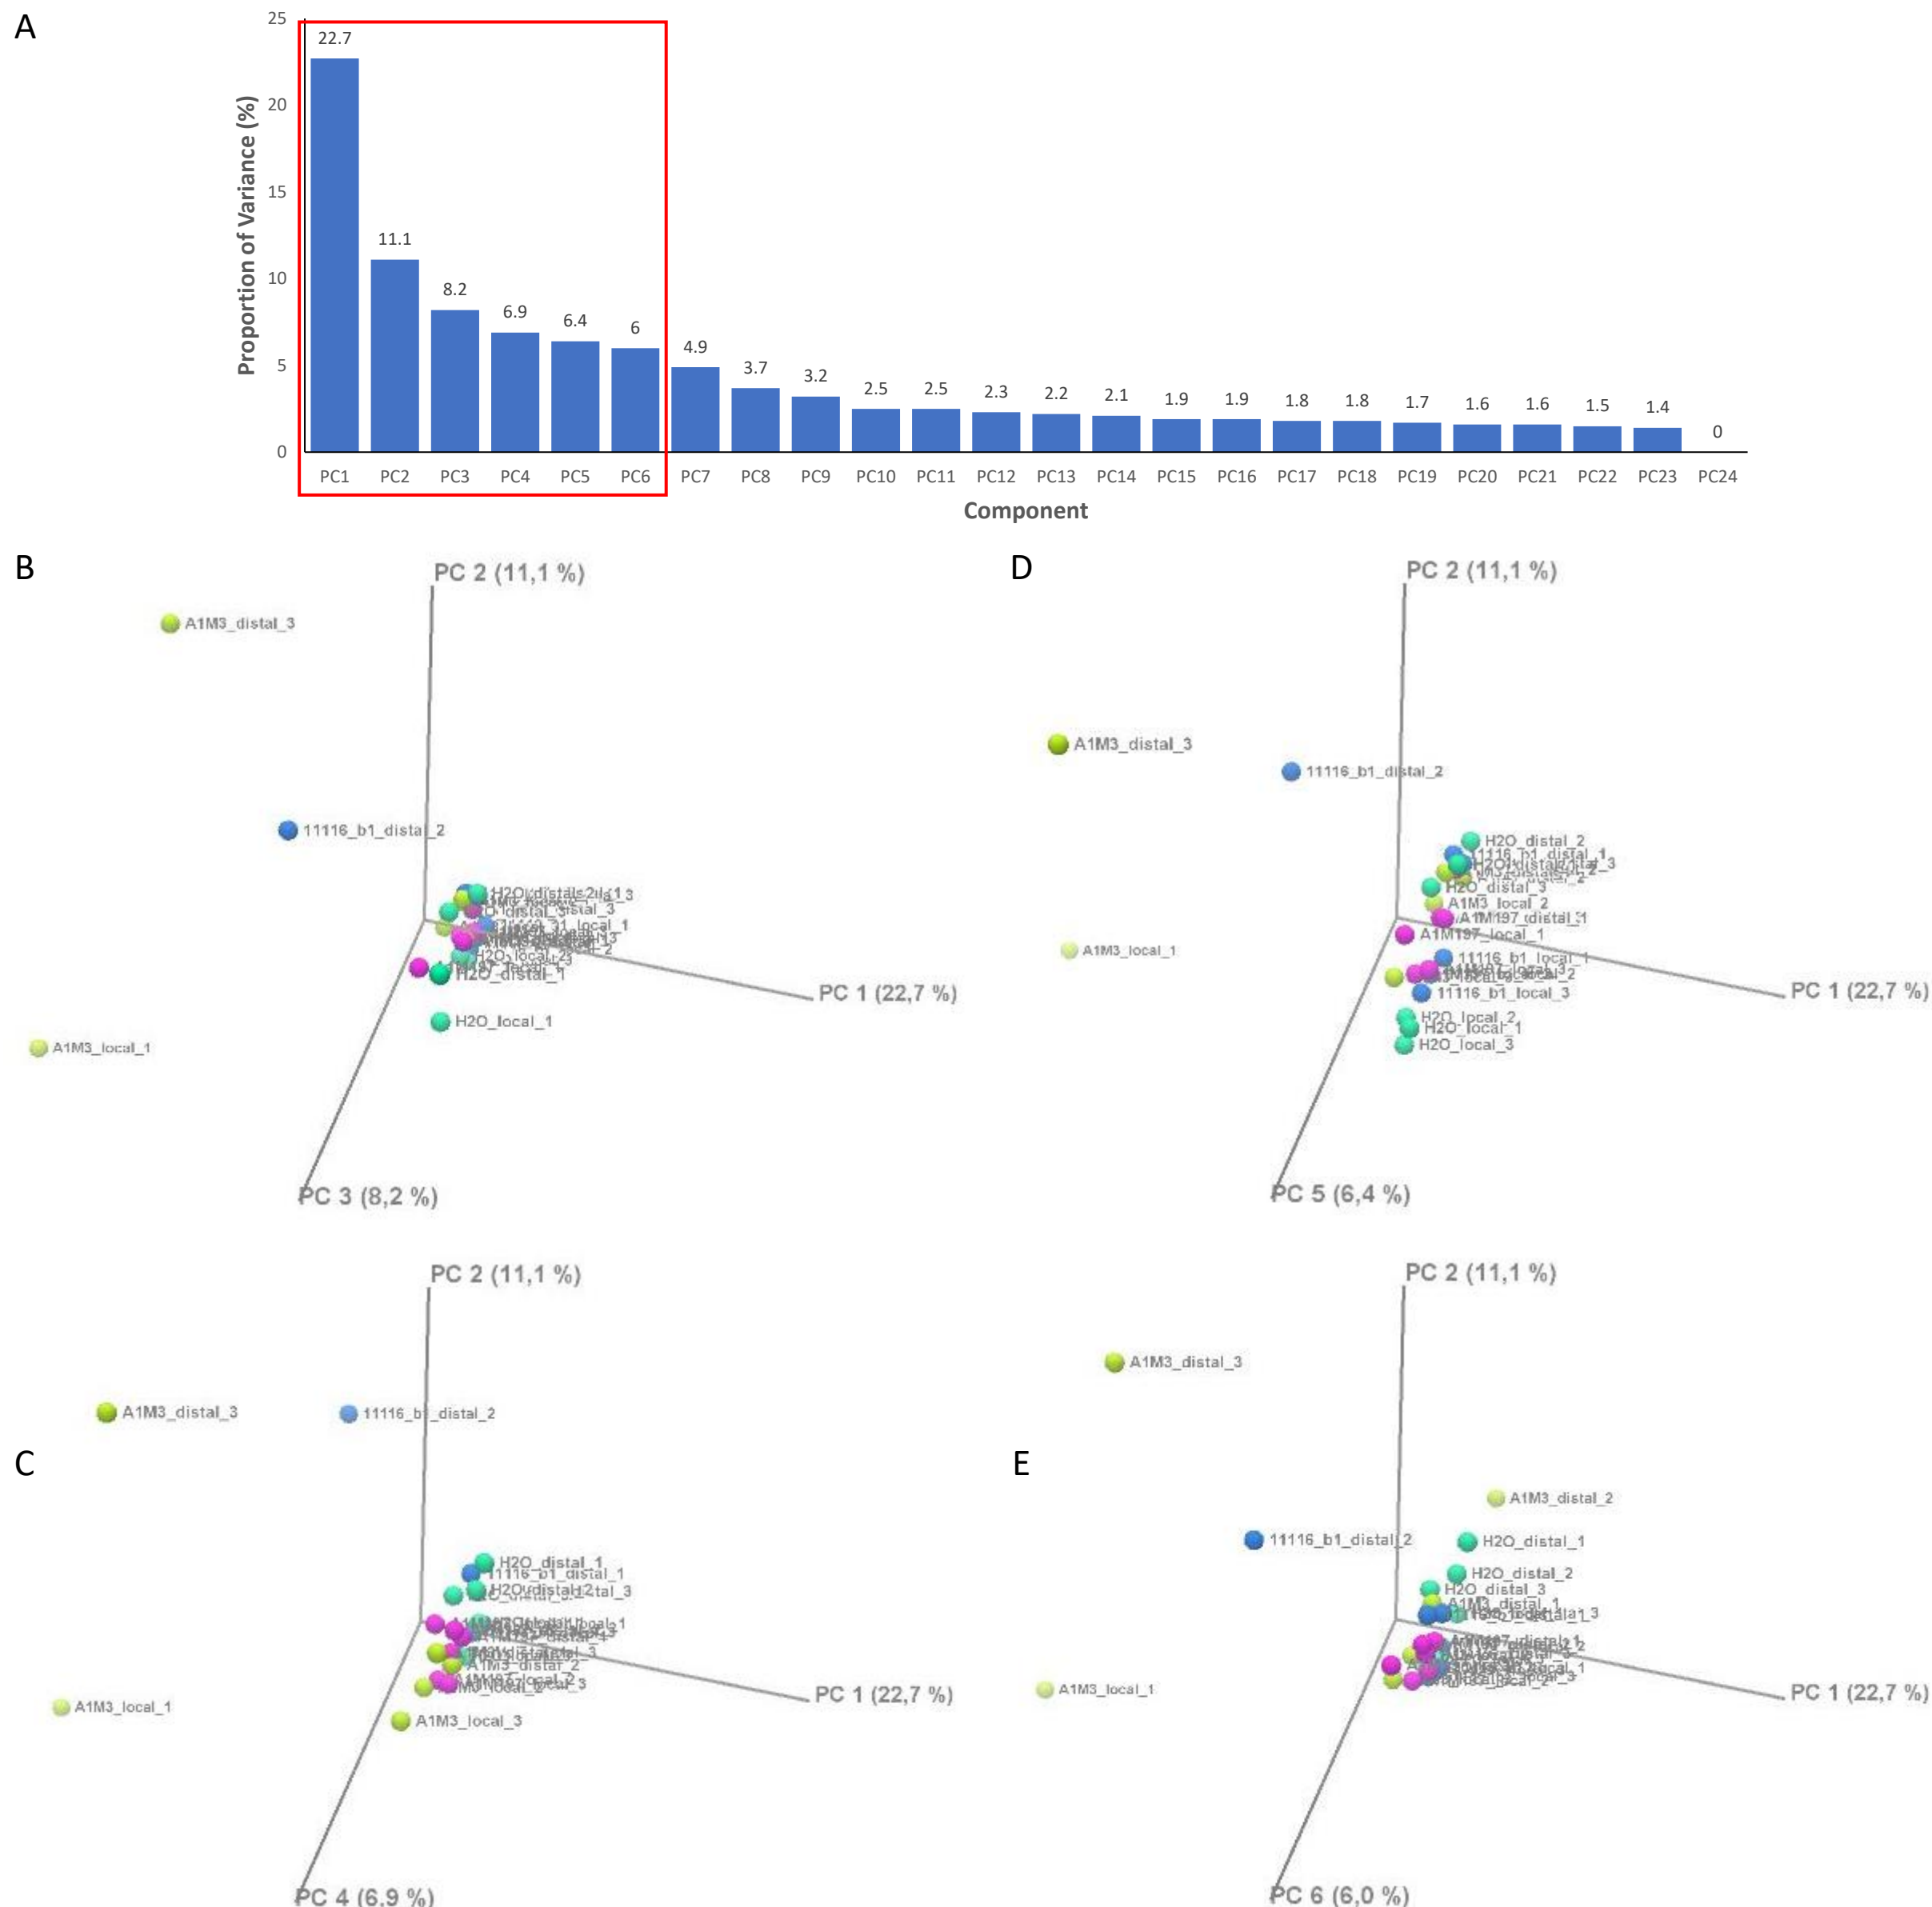 A
25
20
15
10
5
0
Proportion of Variance (%)
22.7
11.1
8.2
6.9
6.4
6
4.9
3.7
3.2
2.5
2.5
2.3
2.2
2.1
1.9
1.9
1.8
1.8
1.7
1.6
1.6
1.5
1.4
0
PC1 PC2 PC3 PC4 PC5 PC6 PC7 PC8 PC9 PC10 PC11 PC12 PC13 PC14 PC15 PC16 PC17 PC18 PC19 PC20 PC21 PC22 PC23 PC24
Component
B
PC 2 (11,1 %)
A1M3_distal_3
11116_b1_distal_2
H2O_distal_1
H2O_local_1
A1M3_local_1
PC 1 (22,7 %)
PC 3 (8,2 %)
D
PC 2 (11,1 %)
A1M3_distal_3
11116_b1_distal_2
H2O_distal_2
11116_b1_distal_1
H2O_distal_3
A1M3_local_2
A1M197_distal_1
A1M197_local_1
A1M3_local_1
11116_b1_local_1
11116_b1_local_3
H2O_local_2
H2O_local_1
H2O_local_3
PC 1 (22,7 %)
PC 5 (6,4 %)
C
PC 2 (11,1 %)
A1M3_distal_3
11116_b1_distal_2
H2O_distal_1
11116_b1_distal_1
H2O_distal_2
A1M3_distal_2
A1M3_local_1
A1M3_local_3
PC 1 (22,7 %)
PC 4 (6,9 %)
E
PC 2 (11,1 %)
A1M3_distal_3
A1M3_distal_2
11116_b1_distal_2
H2O_distal_1
H2O_distal_2
H2O_distal_3
A1M3_distal_1
A1M3_local_1
PC 1 (22,7 %)
PC 6 (6,0 %)